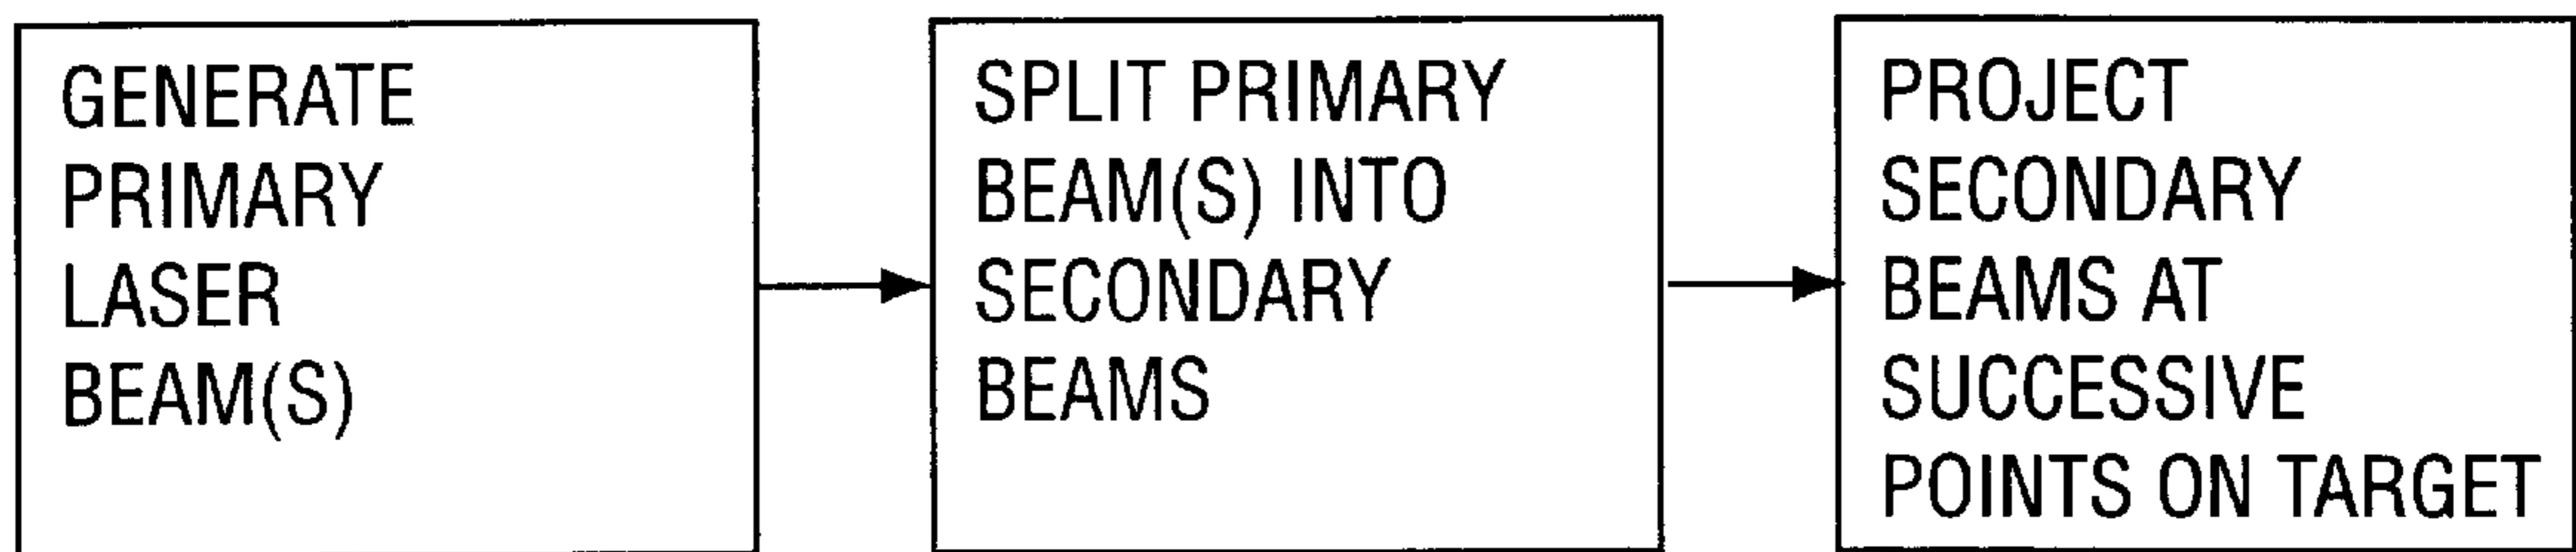 GENERATE
PRIMARY
LASER
BEAM(S)
SPLIT PRIMARY
BEAM(S) INTO
SECONDARY
BEAMS
PROJECT
SECONDARY
BEAMS AT
SUCCESSIVE
POINTS ON TARGET